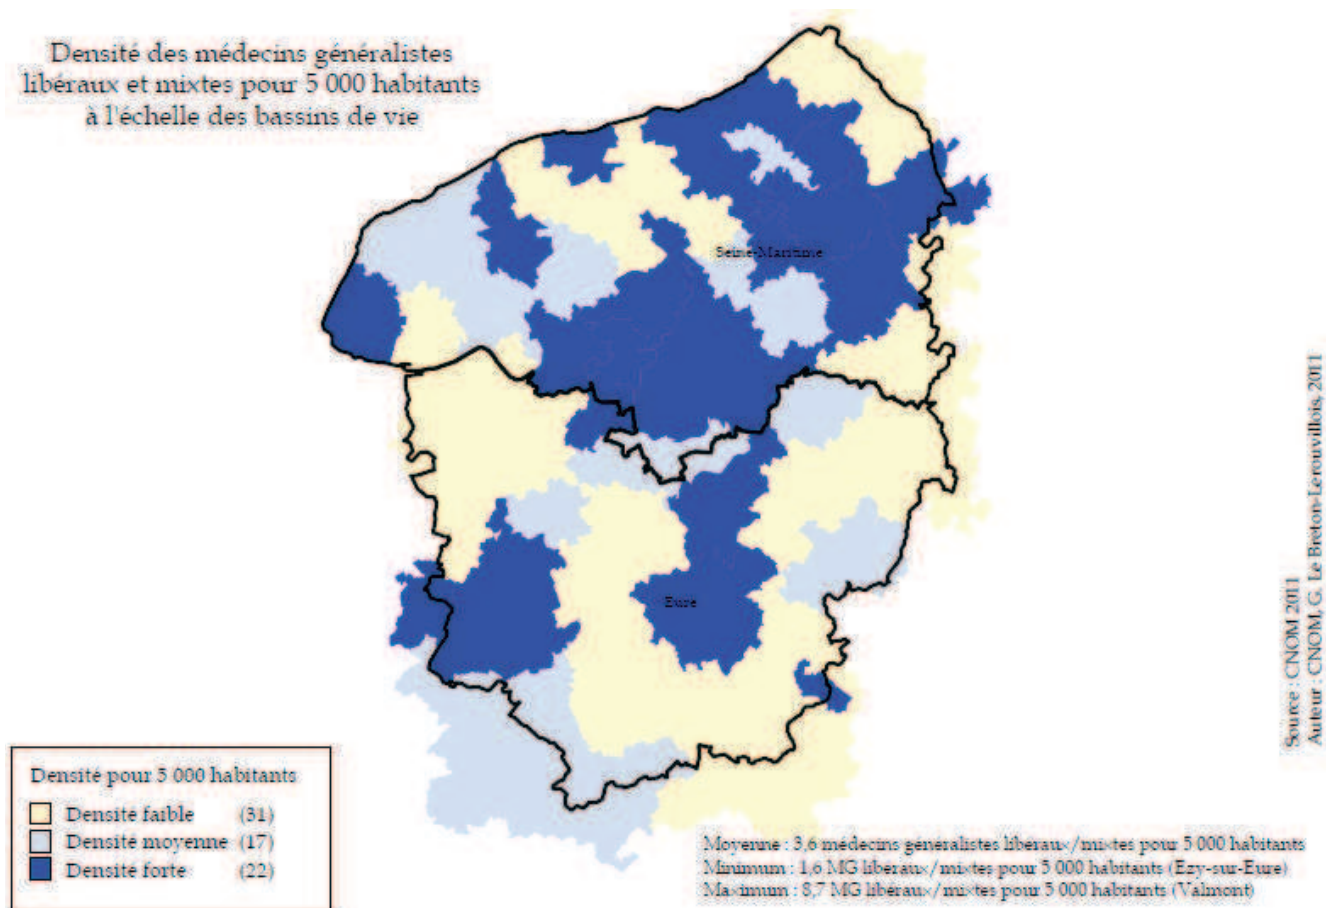 Densité des médecins généralistes
libéraux et mixtes pour 5 000 habitants
à l'échelle des bassins de vie
Seine-Maritime
Eure
Densité pour 5 000 habitants
Densité faible (31)
Densité moyenne (17)
Densité forte (22)
Moyenne : 3,6 médecins généralistes libéraux/mixtes pour 5 000 habitants
Minimum : 1,6 MG libéraux/mixtes pour 5 000 habitants (Ezy-sur-Eure)
Maximum : 8,7 MG libéraux/mixtes pour 5 000 habitants (Valmont)
Source : CNOM 2011
Auteur : CNOM, G. Le Breton-Lerouvillois, 2011